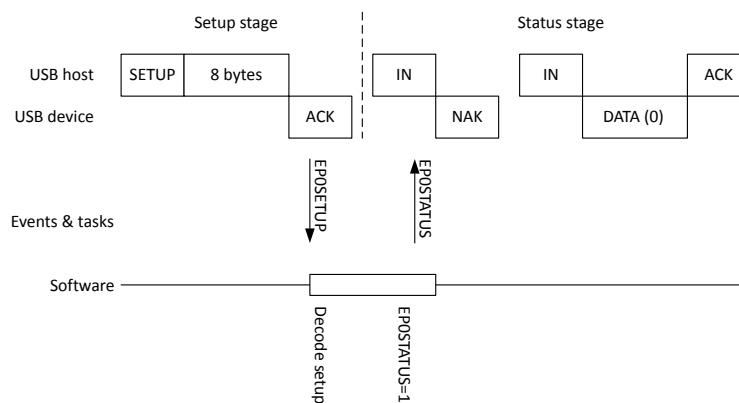 Setup stage
Status stage
USB host
SETUP
8 bytes
IN
IN
ACK
USB device
ACK
NAK
DATA (0)
EP0SETUP
EP0STATUS
Events & tasks
Software
Decode setup
EP0STATUS=1